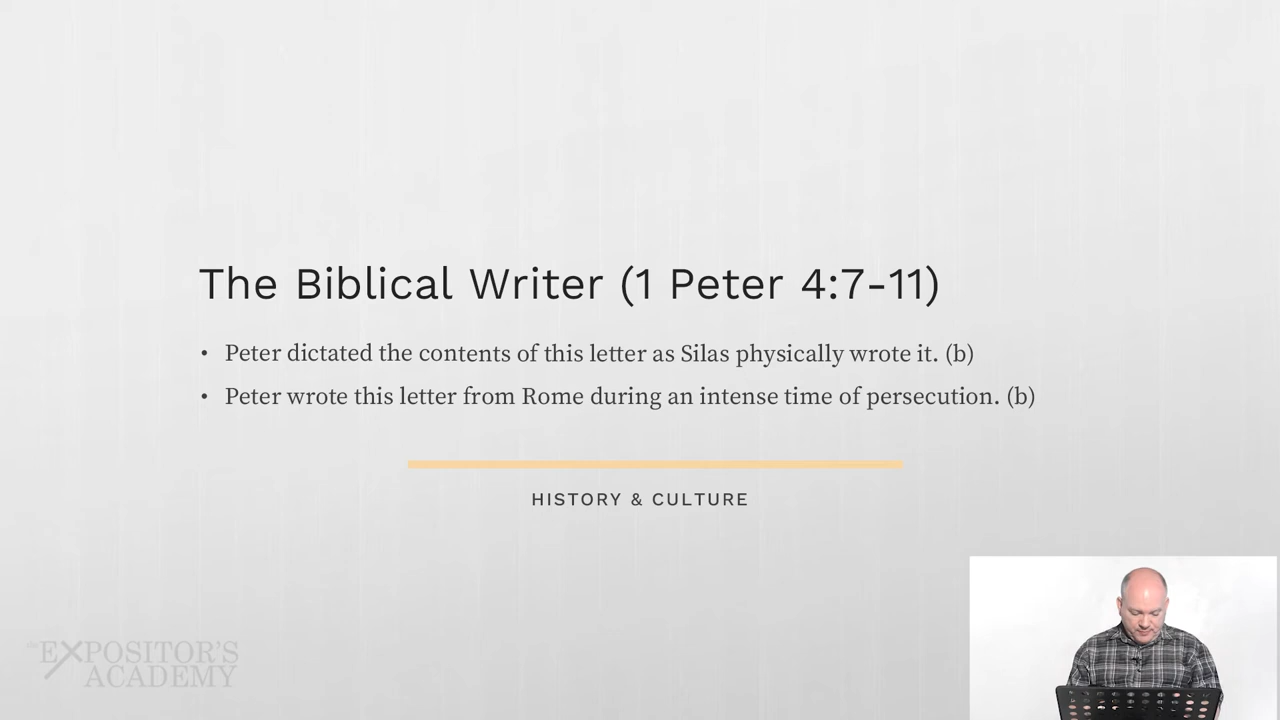 The Biblical Writer (1 Peter 4:7-11)
• Peter dictated the contents of this letter as Silas physically wrote it. (b)
• Peter wrote this letter from Rome during an intense time of persecution. (b)
HISTORY & CULTURE
the EXPOSITOR'S
ACADEMY